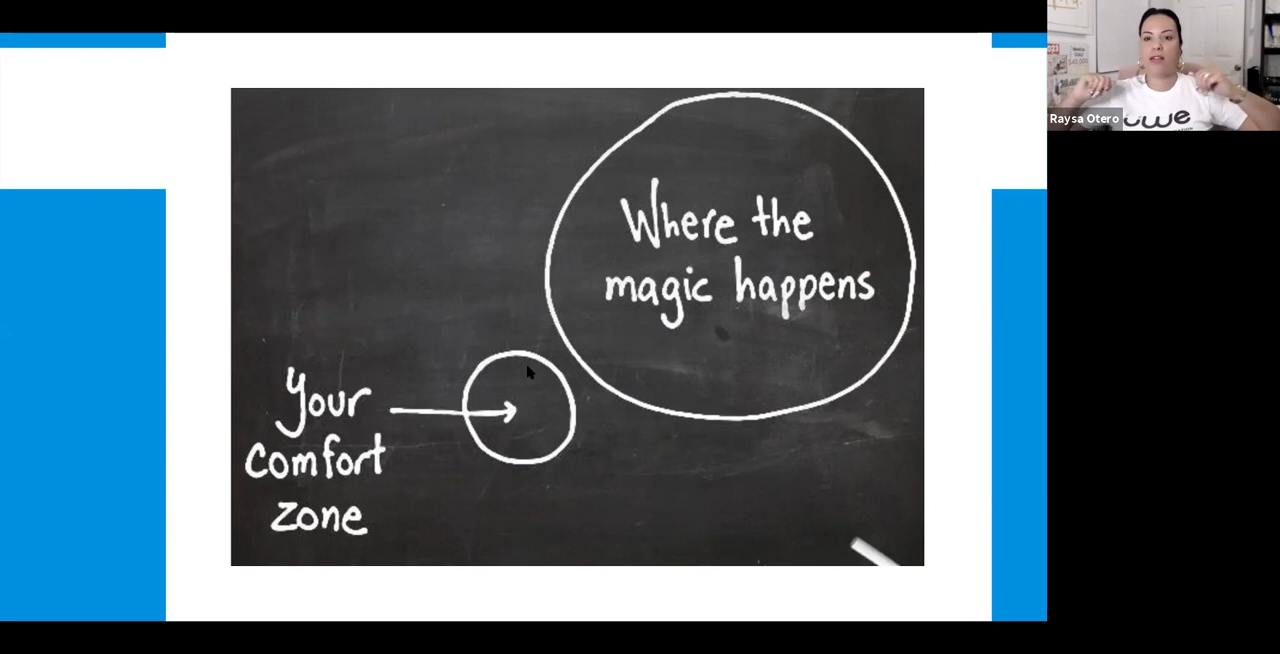 Where the
magic happens
Your
comfort
zone
Raysa Otero